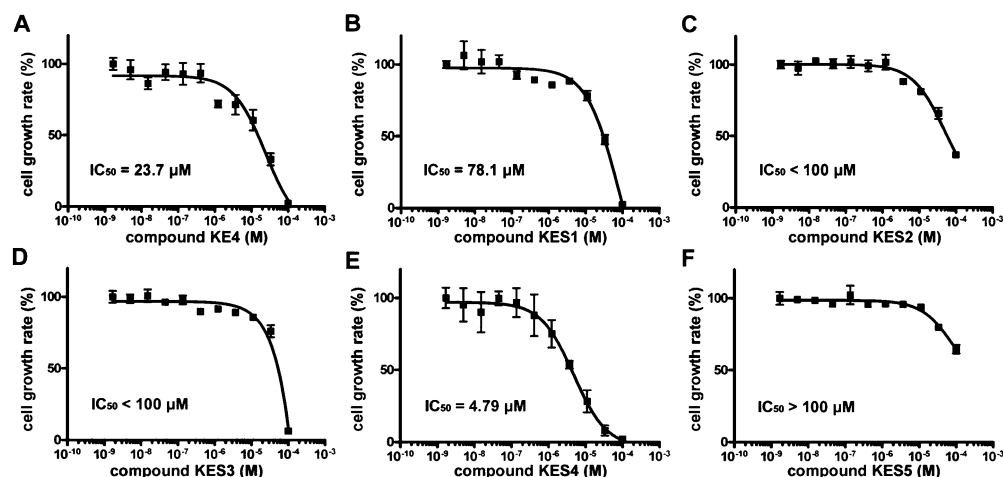 A
cell growth rate (%)
100
50
0
IC₅₀ = 23.7 µM
10⁻¹⁰ 10⁻⁹ 10⁻⁸ 10⁻⁷ 10⁻⁶ 10⁻⁵ 10⁻⁴ 10⁻³
compound KE4 (M)
B
cell growth rate (%)
100
50
0
IC₅₀ = 78.1 µM
10⁻¹⁰ 10⁻⁹ 10⁻⁸ 10⁻⁷ 10⁻⁶ 10⁻⁵ 10⁻⁴ 10⁻³
compound KES1 (M)
C
cell growth rate (%)
100
50
0
IC₅₀ < 100 µM
10⁻¹⁰ 10⁻⁹ 10⁻⁸ 10⁻⁷ 10⁻⁶ 10⁻⁵ 10⁻⁴ 10⁻³
compound KES2 (M)
D
cell growth rate (%)
100
50
0
IC₅₀ < 100 µM
10⁻¹⁰ 10⁻⁹ 10⁻⁸ 10⁻⁷ 10⁻⁶ 10⁻⁵ 10⁻⁴ 10⁻³
compound KES3 (M)
E
cell growth rate (%)
100
50
0
IC₅₀ = 4.79 µM
10⁻¹⁰ 10⁻⁹ 10⁻⁸ 10⁻⁷ 10⁻⁶ 10⁻⁵ 10⁻⁴ 10⁻³
compound KES4 (M)
F
cell growth rate (%)
100
50
0
IC₅₀ > 100 µM
10⁻¹⁰ 10⁻⁹ 10⁻⁸ 10⁻⁷ 10⁻⁶ 10⁻⁵ 10⁻⁴ 10⁻³
compound KES5 (M)